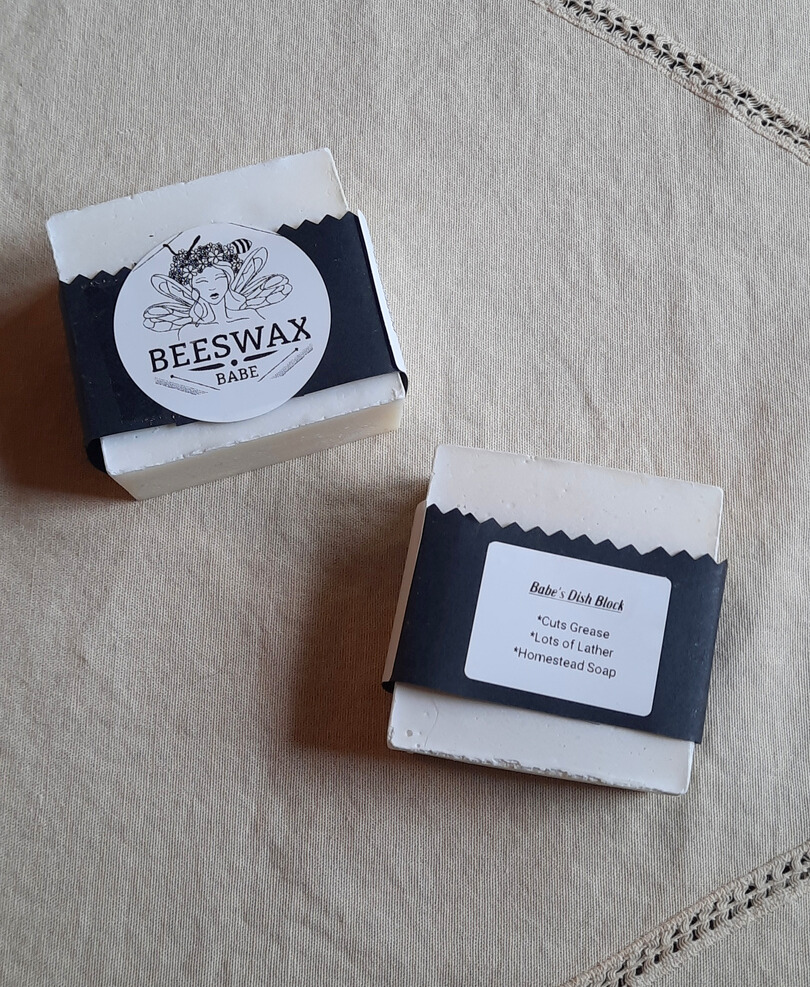 BEESWAX
BABE
Babe's Dish Block
*Cuts Grease
*Lots of Lather
*Homestead Soap